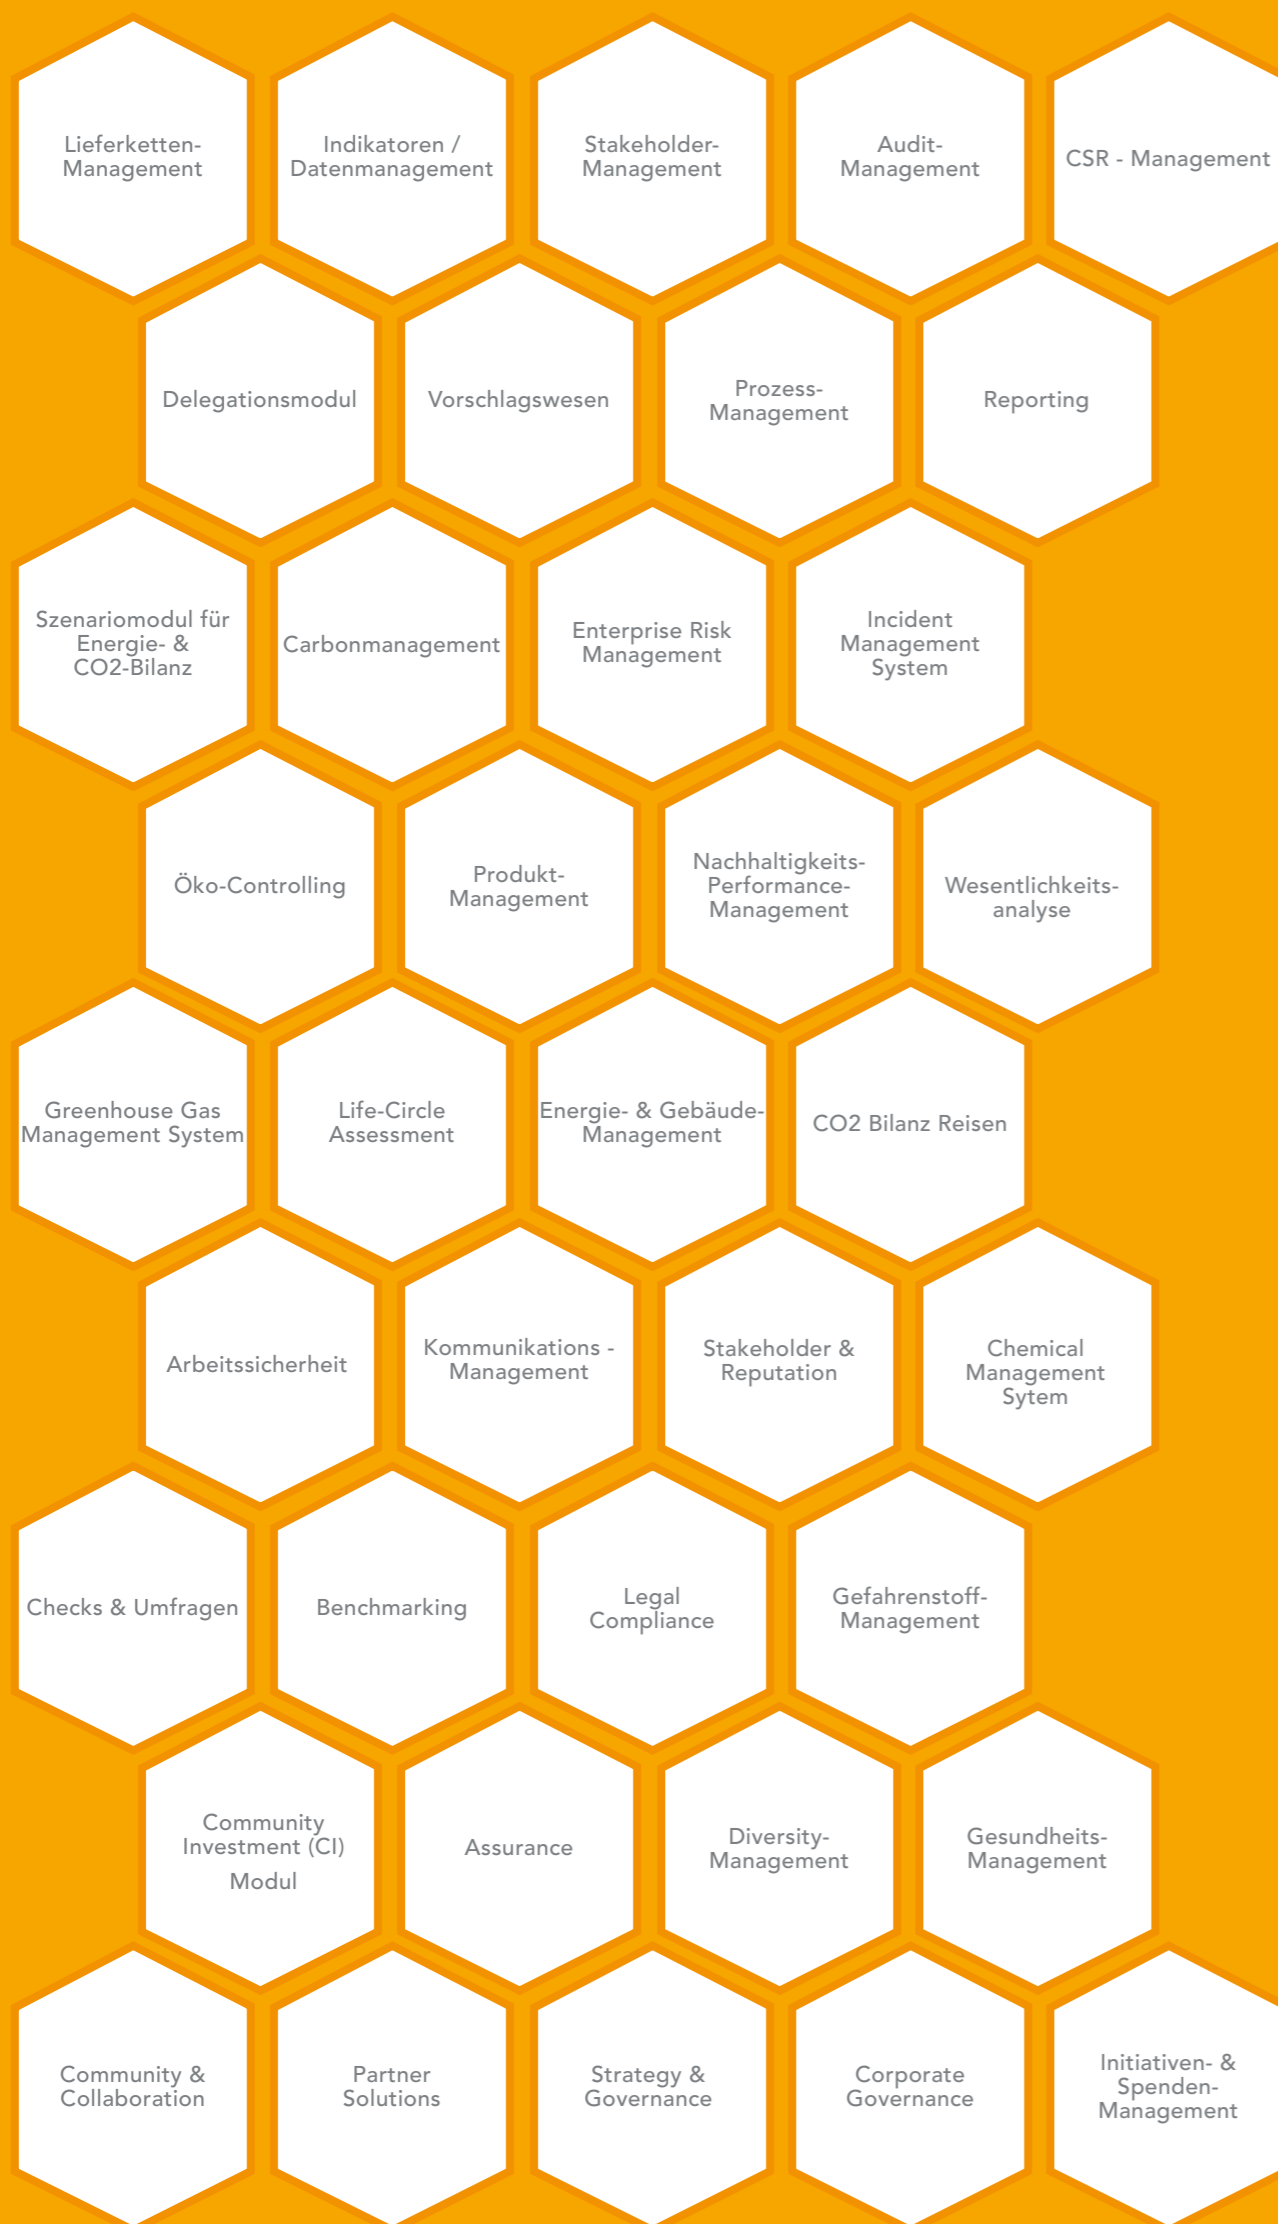 Lieferketten-
Management
Indikatoren /
Datenmanagement
Stakeholder-
Management
Audit-
Management
CSR - Management
Delegationsmodul
Vorschlagswesen
Prozess-
Management
Reporting
Szenariomodul für
Energie- &
CO2-Bilanz
Carbonmanagement
Enterprise Risk
Management
Incident
Management
System
Öko-Controlling
Produkt-
Management
Nachhaltigkeits-
Performance-
Management
Wesentlichkeits-
analyse
Greenhouse Gas
Management System
Life-Circle
Assessment
Energie- & Gebäude-
Management
CO2 Bilanz Reisen
Arbeitssicherheit
Kommunikations -
Management
Stakeholder &
Reputation
Chemical
Management
Sytem
Checks & Umfragen
Benchmarking
Legal
Compliance
Gefahrenstoff-
Management
Community
Investment (CI)
Modul
Assurance
Diversity-
Management
Gesundheits-
Management
Community &
Collaboration
Partner
Solutions
Strategy &
Governance
Corporate
Governance
Initiativen- &
Spenden-
Management